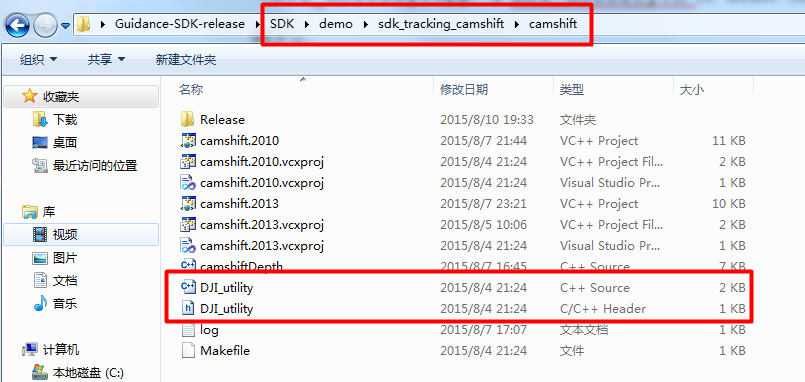 Guidance-SDK-release ▸ SDK ▸ demo ▸ sdk_tracking_camshift ▸ camshift
组织 共享 新建文件夹
收藏夹
下载
桌面
最近访问的位置
库
视频
图片
文档
音乐
计算机
本地磁盘 (C:)
名称 修改日期 类型 大小
Release 2015/8/10 19:33 文件夹
camshift.2010 2015/8/7 21:44 VC++ Project 11 KB
camshift.2010.vcxproj 2015/8/4 21:24 VC++ Project Fil... 2 KB
camshift.2010.vcxproj 2015/8/4 21:24 Visual Studio Pr... 1 KB
camshift.2013 2015/8/7 23:21 VC++ Project 10 KB
camshift.2013.vcxproj 2015/8/5 10:06 VC++ Project Fil... 2 KB
camshift.2013.vcxproj 2015/8/4 21:24 Visual Studio Pr... 1 KB
camshiftDepth 2015/8/7 16:45 C++ Source 7 KB
DJI_utility 2015/8/4 21:24 C++ Source 2 KB
DJI_utility 2015/8/4 21:24 C/C++ Header 1 KB
log 2015/8/7 17:07 文本文档 1 KB
Makefile 2015/8/4 21:24 文件 1 KB